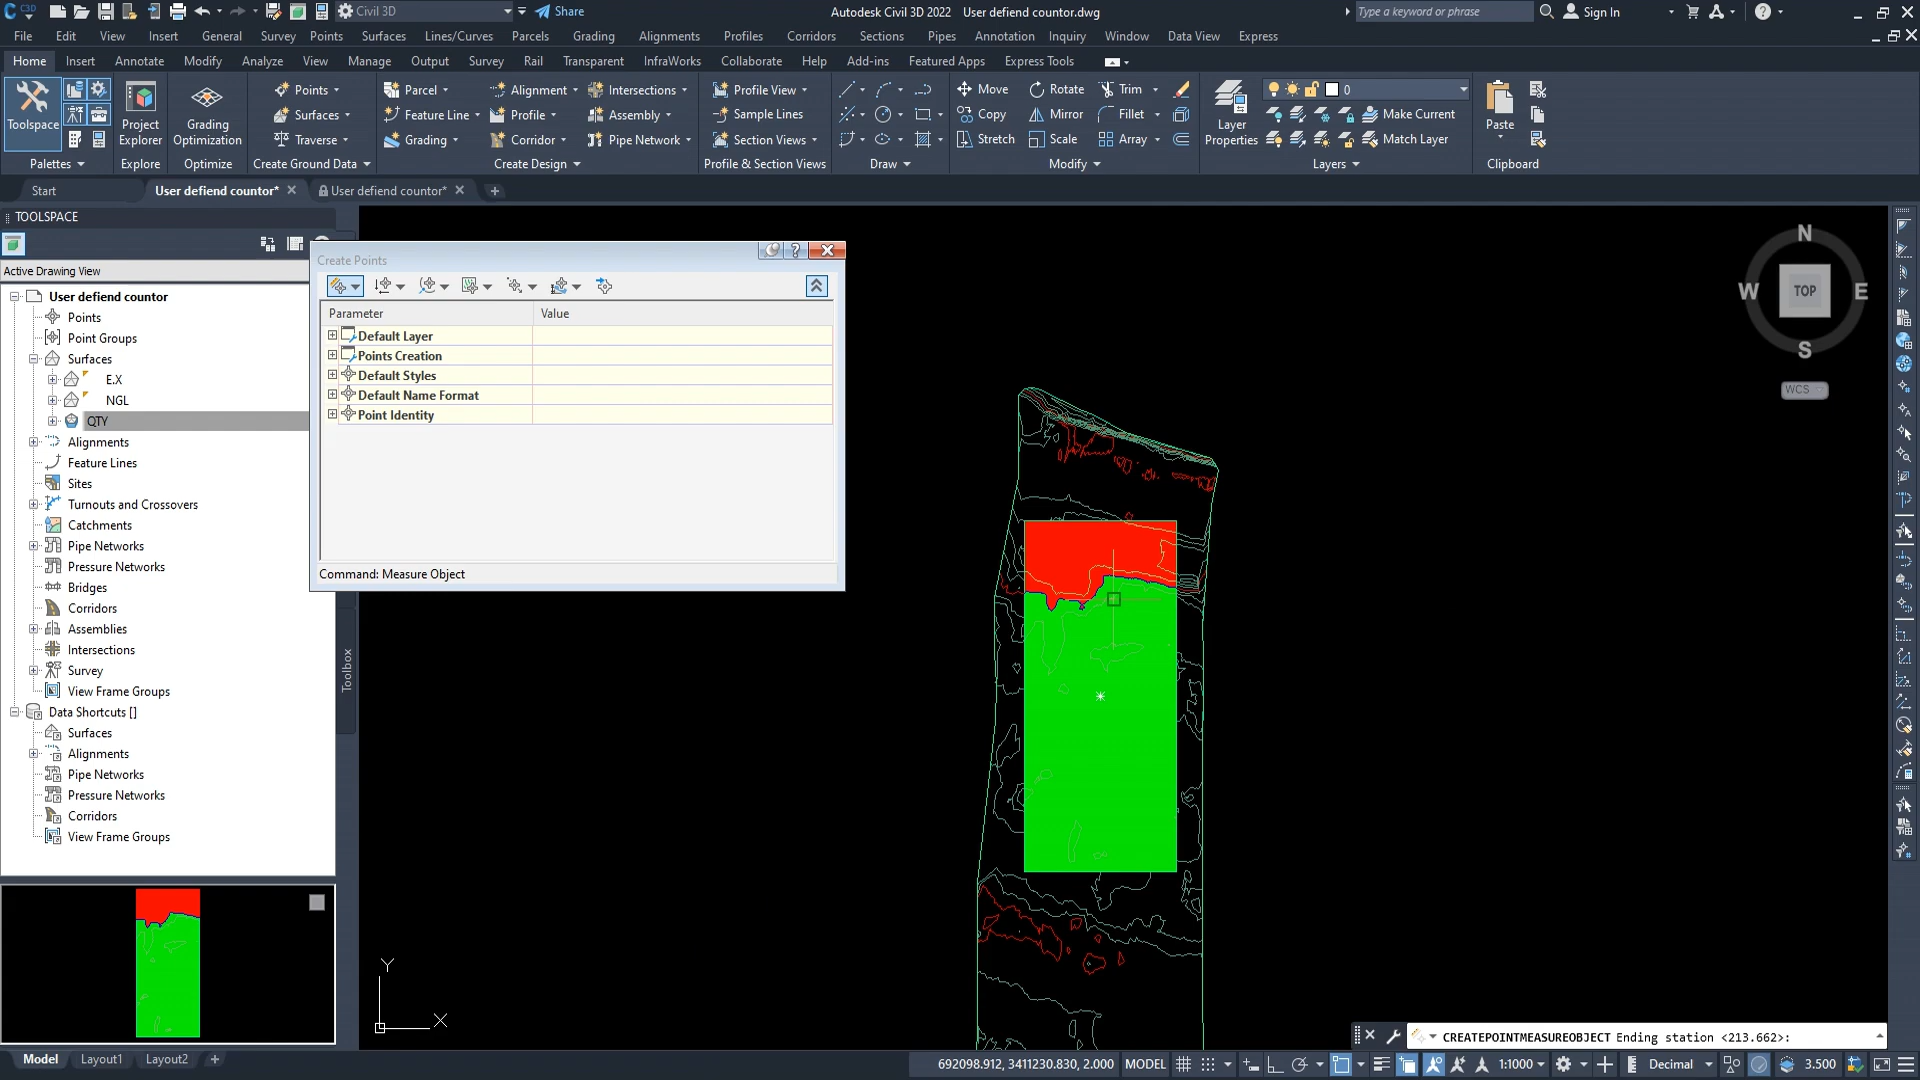 C3D Civil 3D Share Autodesk Civil 3D 2022 User defiend countor.dwg Type a keyword or phrase Sign In
File Edit View Insert General Survey Points Surfaces Lines/Curves Parcels Grading Alignments Profiles Corridors Sections Pipes Annotation Inquiry Window Data View Express
Home Insert Annotate Modify Analyze View Manage Output Survey Rail Transparent InfraWorks Collaborate Help Add-ins Featured Apps Express Tools
Points Parcel Alignment Intersections Profile View Move Rotate Trim 0
Toolspace Project Explorer Grading Optimization Surfaces Feature Line Profile Assembly Sample Lines Copy Mirror Fillet Layer Properties Make Current Paste
Traverse Grading Corridor Pipe Network Section Views Stretch Scale Array Match Layer
Palettes Explore Optimize Create Ground Data Create Design Profile & Section Views Draw Modify Layers Clipboard
Start User defiend countor* User defiend countor*
TOOLSPACE
Active Drawing View
User defiend countor
Points
Point Groups
Surfaces
E.X
NGL
QTY
Alignments
Feature Lines
Sites
Turnouts and Crossovers
Catchments
Pipe Networks
Pressure Networks
Bridges
Corridors
Assemblies
Intersections
Survey
View Frame Groups
Data Shortcuts []
Surfaces
Alignments
Pipe Networks
Pressure Networks
Corridors
View Frame Groups
Toolbox
Create Points
Parameter Value
Default Layer
Points Creation
Default Styles
Default Name Format
Point Identity
Command: Measure Object
N
W TOP E
S
WCS
Y
X
CREATEPOINTMEASUREOBJECT Ending station <213.662>:
Model Layout1 Layout2 692098.912, 3411230.830, 2.000 MODEL 1:1000 Decimal 3.500